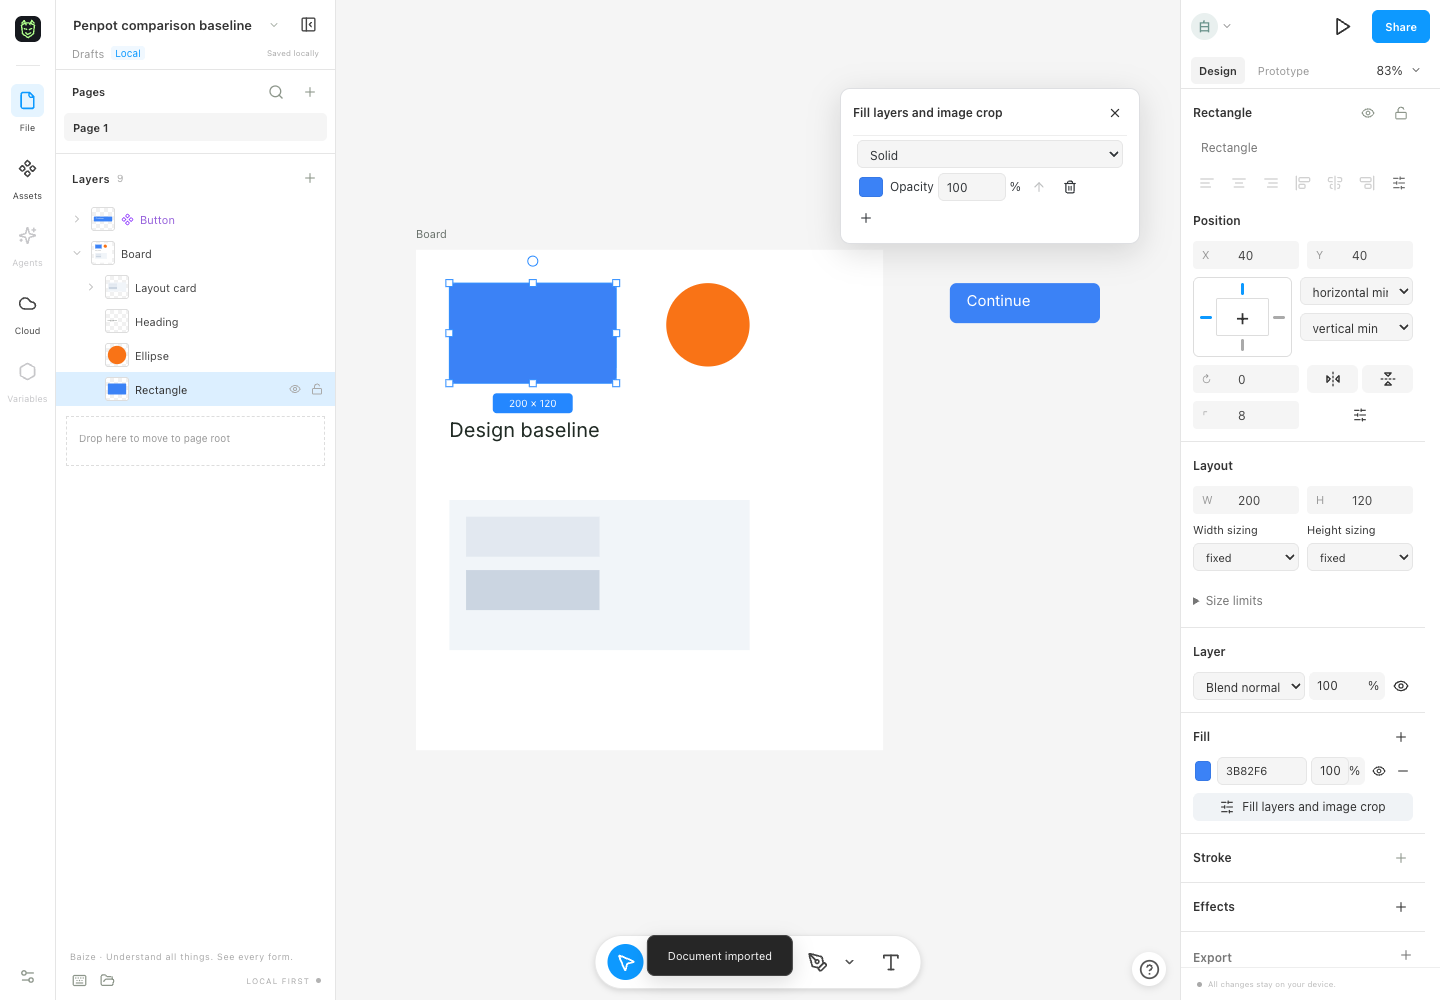 Penpot comparison baseline
Drafts Local Saved locally
File
Assets
Agents
Cloud
Variables
Pages
Page 1
Layers 9
Button
Board
Layout card
Heading
Ellipse
Rectangle
Drop here to move to page root
Baize · Understand all things. See every form.
LOCAL FIRST
Board
200 × 120
Design baseline
Continue
Fill layers and image crop
Solid
Opacity 100 %
Document imported
白
Share
Design Prototype 83%
Rectangle
Rectangle
Position
X 40 Y 40
horizontal min
vertical min
0
8
Layout
W 200 H 120
Width sizing Height sizing
fixed fixed
Size limits
Layer
Blend normal 100 %
Fill
3B82F6 100 %
Fill layers and image crop
Stroke
Effects
Export
All changes stay on your device.